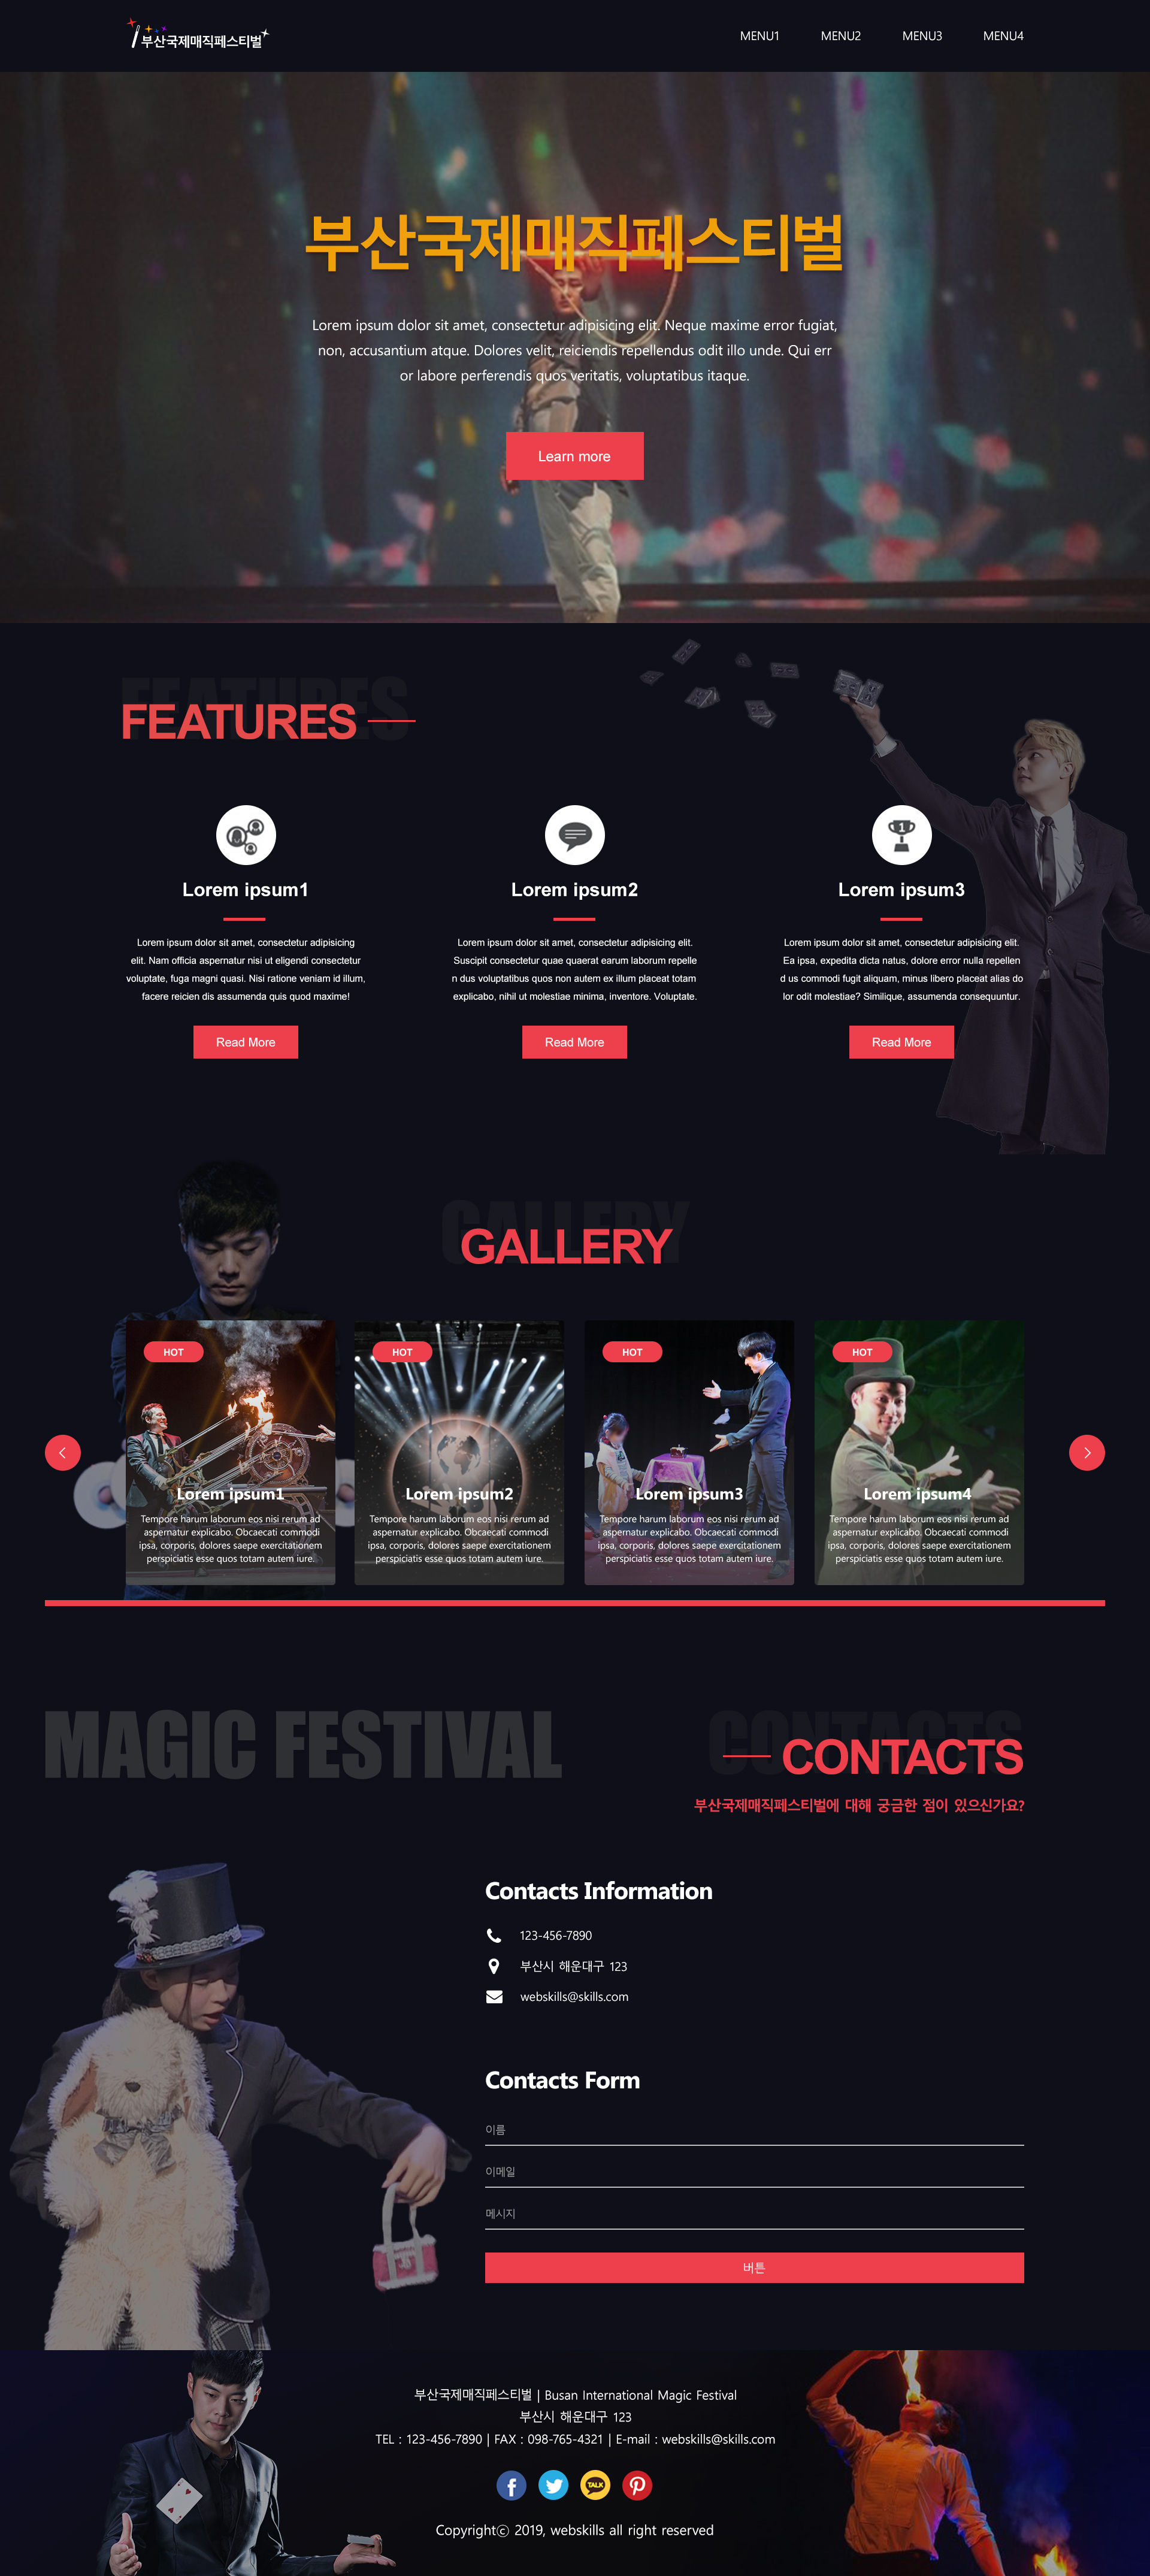 부산국제매직페스티벌
MENU1 MENU2 MENU3 MENU4
부산국제매직페스티벌
Lorem ipsum dolor sit amet, consectetur adipisicing elit. Neque maxime error fugiat,
non, accusantium atque. Dolores velit, reiciendis repellendus odit illo unde. Qui err
or labore perferendis quos veritatis, voluptatibus itaque.
Learn more
FEATURES
FEATURES
Lorem ipsum1
Lorem ipsum dolor sit amet, consectetur adipisicing
elit. Nam officia aspernatur nisi ut eligendi consectetur
voluptate, fuga magni quasi. Nisi ratione veniam id illum,
facere reicien dis assumenda quis quod maxime!
Read More
Lorem ipsum2
Lorem ipsum dolor sit amet, consectetur adipisicing elit.
Suscipit consectetur quae quaerat earum laborum repelle
n dus voluptatibus quos non autem ex illum placeat totam
explicabo, nihil ut molestiae minima, inventore. Voluptate.
Read More
1
Lorem ipsum3
Lorem ipsum dolor sit amet, consectetur adipisicing elit.
Ea ipsa, expedita dicta natus, dolore error nulla repellen
d us commodi fugit aliquam, minus libero placeat alias do
lor odit molestiae? Similique, assumenda consequuntur.
Read More
GALLERY
GALLERY
HOT
Lorem ipsum1
Tempore harum laborum eos nisi rerum ad
aspernatur explicabo. Obcaecati commodi
ipsa, corporis, dolores saepe exercitationem
perspiciatis esse quos totam autem iure.
HOT
Lorem ipsum2
Tempore harum laborum eos nisi rerum ad
aspernatur explicabo. Obcaecati commodi
ipsa, corporis, dolores saepe exercitationem
perspiciatis esse quos totam autem iure.
HOT
Lorem ipsum3
Tempore harum laborum eos nisi rerum ad
aspernatur explicabo. Obcaecati commodi
ipsa, corporis, dolores saepe exercitationem
perspiciatis esse quos totam autem iure.
HOT
Lorem ipsum4
Tempore harum laborum eos nisi rerum ad
aspernatur explicabo. Obcaecati commodi
ipsa, corporis, dolores saepe exercitationem
perspiciatis esse quos totam autem iure.
MAGIC FESTIVAL
CONTACTS
CONTACTS
부산국제매직페스티벌에 대해 궁금한 점이 있으신가요?
Contacts Information
123-456-7890
부산시 해운대구 123
webskills@skills.com
Contacts Form
이름
이메일
메시지
버튼
부산국제매직페스티벌 | Busan International Magic Festival
부산시 해운대구 123
TEL : 123-456-7890 | FAX : 098-765-4321 | E-mail : webskills@skills.com
TALK
Copyrightⓒ 2019, webskills all right reserved